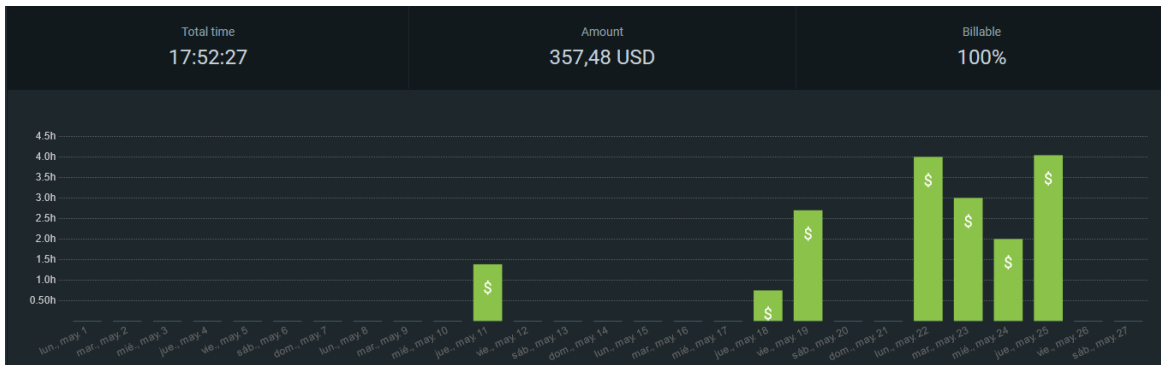 Total time
17:52:27
Amount
357,48 USD
Billable
100%
4.5h
4.0h
3.5h
3.0h
2.5h
2.0h
1.5h
1.0h
0.50h
$
$
$
$
$
$
$
lun., may. 1
mar., may. 2
mié., may. 3
jue., may. 4
vie., may. 5
sáb., may. 6
dom., may. 7
lun., may. 8
mar., may. 9
mié., may. 10
jue., may. 11
vie., may. 12
sáb., may. 13
dom., may. 14
lun., may. 15
mar., may. 16
mié., may. 17
jue., may. 18
vie., may. 19
sáb., may. 20
dom., may. 21
lun., may. 22
mar., may. 23
mié., may. 24
jue., may. 25
vie., may. 26
sáb., may. 27